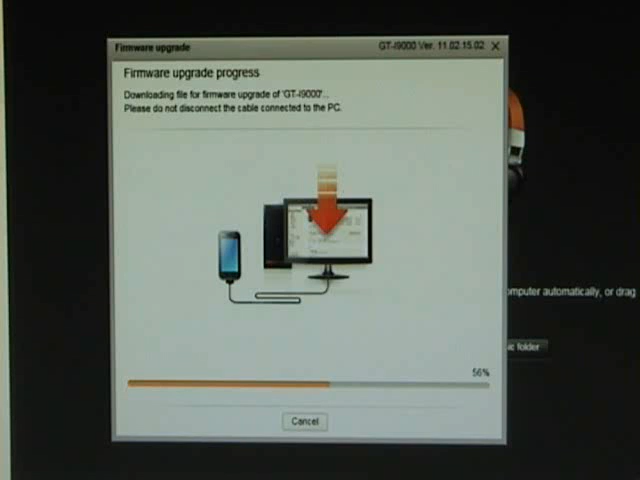 Firmware upgrade
GT-I9000 Ver. 11.02.15.02 X
Firmware upgrade progress
Downloading file for firmware upgrade of 'GT-I9000'...
Please do not disconnect the cable connected to the PC.
omputer automatically, or drag
ic folder
56%
Cancel